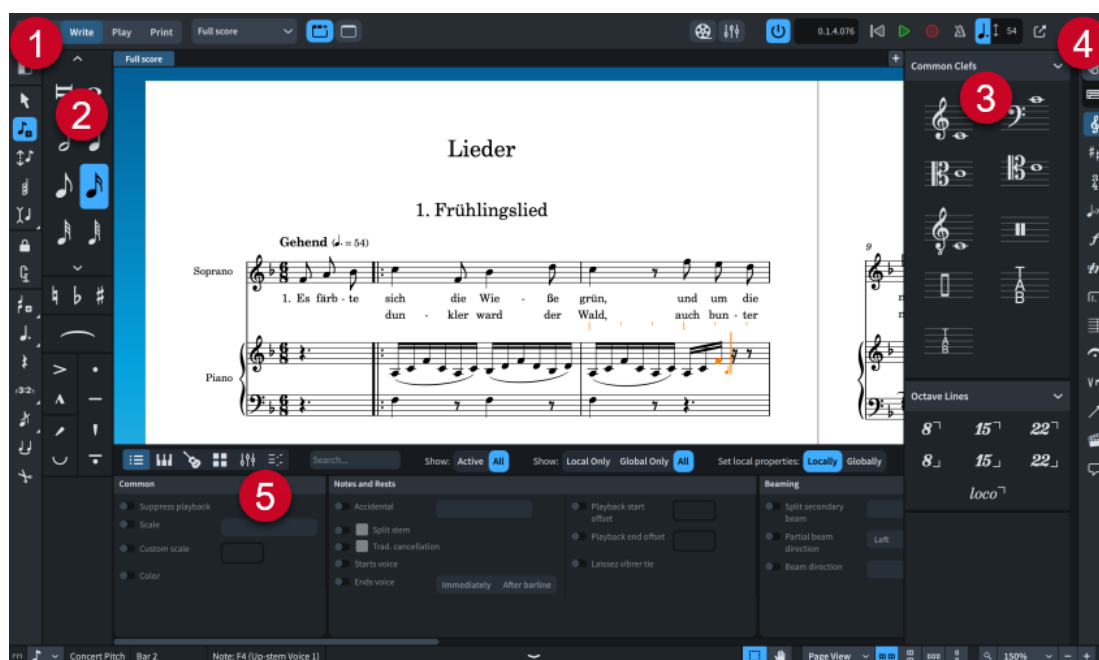 1
Write Play Print Full score 0.1.4.076 54
4
Full score
Common Clefs
2
3
Lieder
1. Frühlingslied
Gehend (♩. = 54)
9
Soprano
1. Es färb - te sich die Wie - ße grün, und um die
dun - kler ward der Wald, auch bun - ter
Piano
Octave Lines
8 15 22
8 15 22
loco
:3:2:
5
Search...
Show: Active All
Show: Local Only Global Only All
Set local properties: Locally Globally
Common
Notes and Rests
Beaming
Suppress playback
Scale
Custom scale
Color
Accidental
Split stem
Trad. cancellation
Starts voice
Ends voice
Immediately After barline
Playback start
offset
Playback end offset
Laissez vibrer tie
Split secondary
beam
Partial beam
direction
Left
Beam direction
Concert Pitch Bar 2 Note: F4 (Up-stem Voice 1) Page View 150%